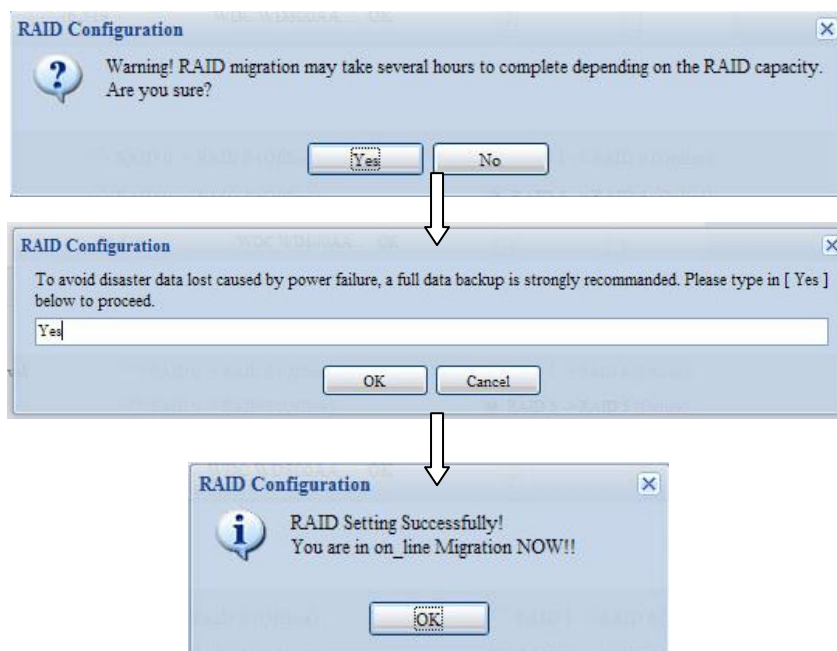 RAID Configuration
Warning! RAID migration may take several hours to complete depending on the RAID capacity.
Are you sure?
Yes
No
RAID Configuration
To avoid disaster data lost caused by power failure, a full data backup is strongly recommanded. Please type in [ Yes ]
below to proceed.
Yes
OK
Cancel
RAID Configuration
RAID Setting Successfully!
You are in on_line Migration NOW!!
OK